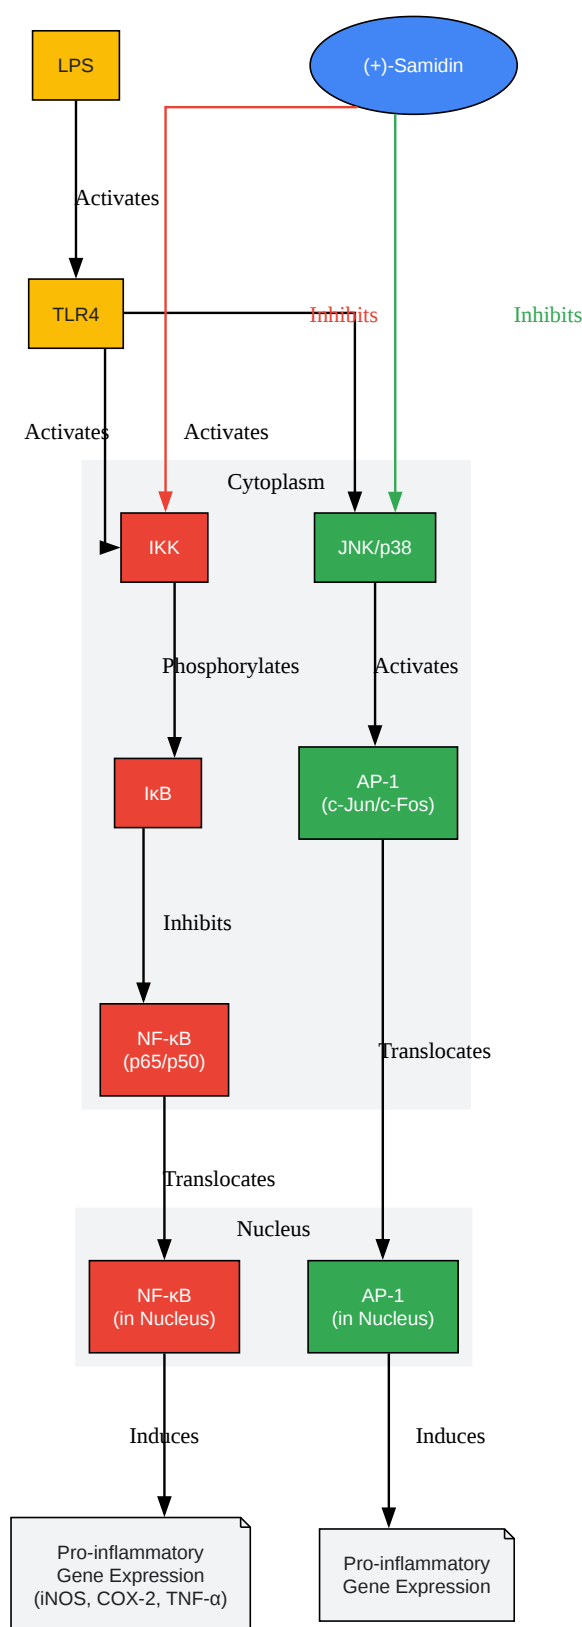 LPS
(+)-Samidin
Activates
TLR4
Inhibits
Inhibits
Activates
Activates
Cytoplasm
IKK
JNK/p38
Phosphorylates
Activates
IκB
AP-1
(c-Jun/c-Fos)
Inhibits
NF-κB
(p65/p50)
Translocates
Translocates
Nucleus
NF-κB
(in Nucleus)
AP-1
(in Nucleus)
Induces
Induces
Pro-inflammatory
Gene Expression
(iNOS, COX-2, TNF-α)
Pro-inflammatory
Gene Expression